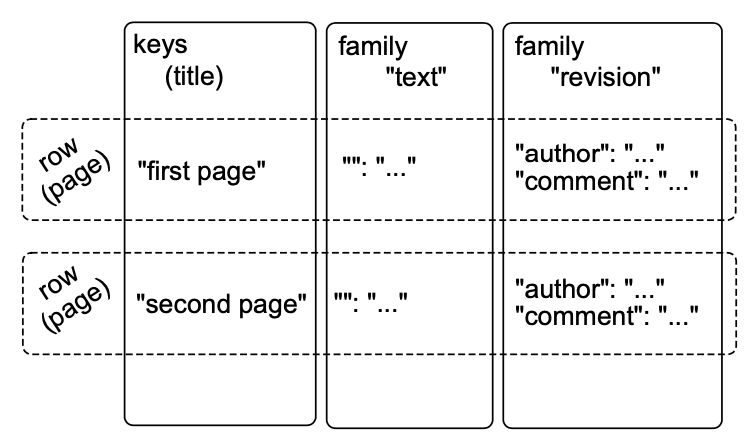 keys
(title)
family
"text"
family
"revision"
row
(page)
"first page"
"": "..."
"author": "..."
"comment": "..."
row
(page)
"second page"
"": "..."
"author": "..."
"comment": "..."